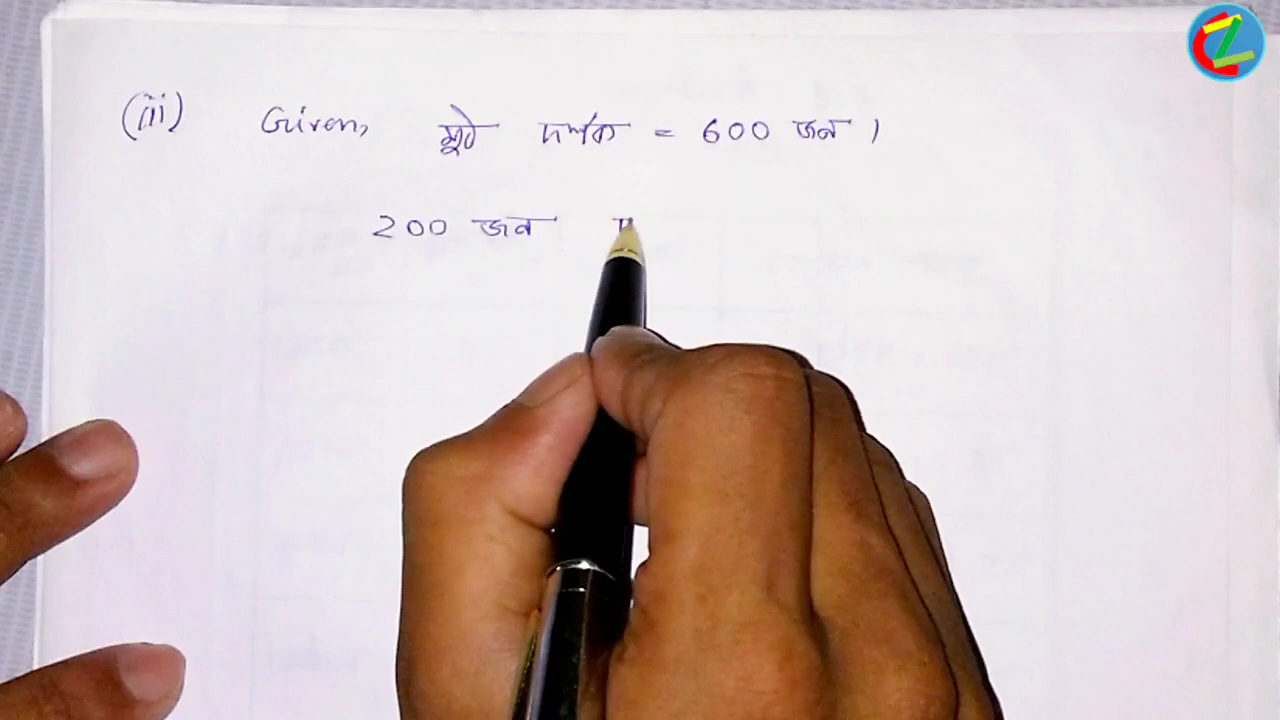 (iii) Given, মোট দর্শক = 600 জন।
200 জন